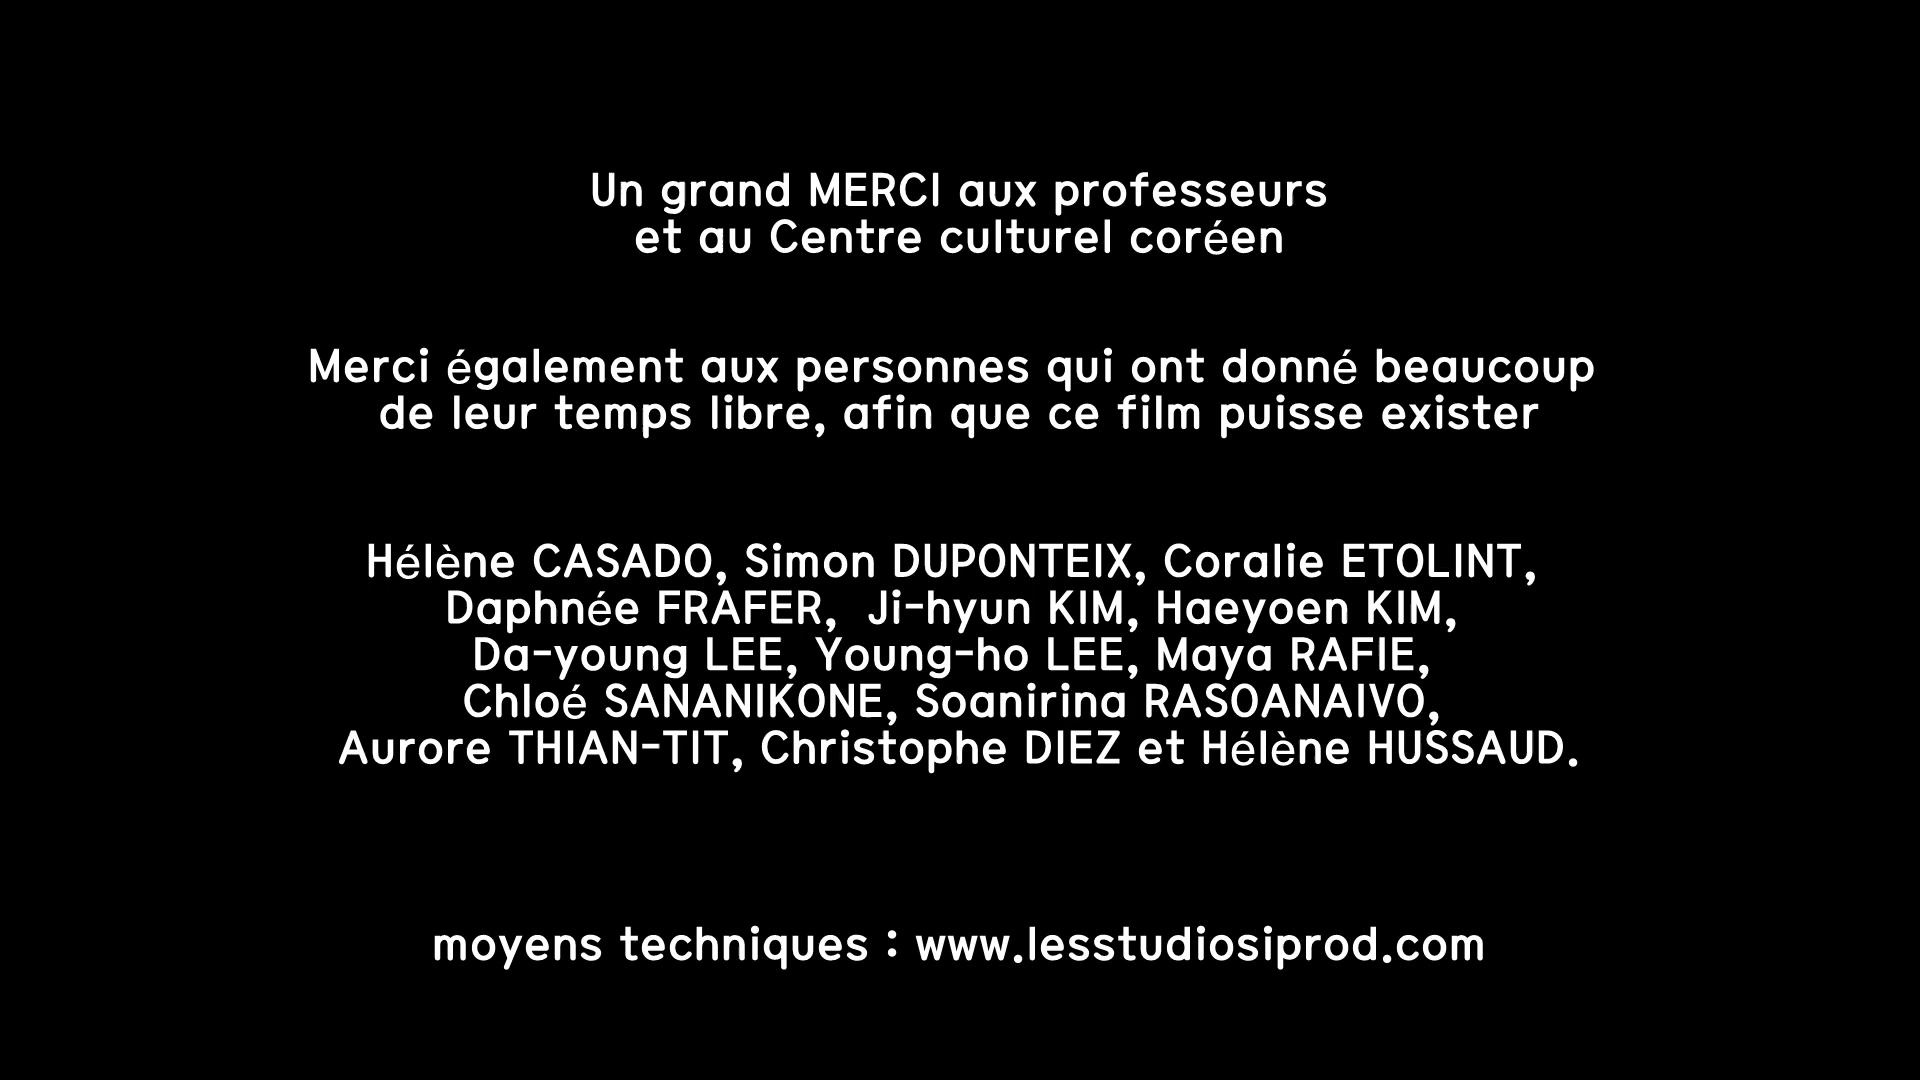 Un grand MERCI aux professeurs
et au Centre culturel coréen
Merci également aux personnes qui ont donné beaucoup
de leur temps libre, afin que ce film puisse exister
Hélène CASADO, Simon DUPONTEIX, Coralie ETOLINT,
Daphnée FRAFER,  Ji-hyun KIM, Haeyoen KIM,
Da-young LEE, Young-ho LEE, Maya RAFIE,
Chloé SANANIKONE, Soanirina RASOANAIVO,
Aurore THIAN-TIT, Christophe DIEZ et Hélène HUSSAUD.
moyens techniques : www.lesstudiosiprod.com